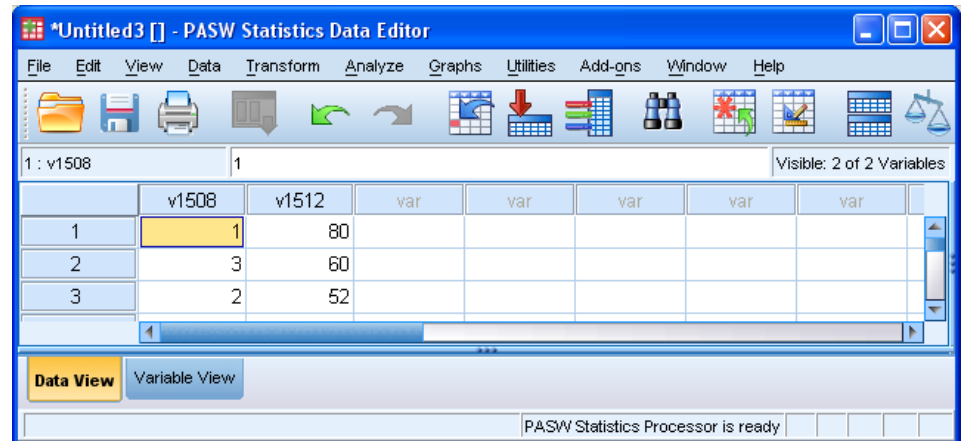 *Untitled3 [] - PASW Statistics Data Editor
File Edit View Data Transform Analyze Graphs Utilities Add-ons Window Help
1 : v1508 1 Visible: 2 of 2 Variables
v1508 v1512 var var var var var
1 1 80
2 3 60
3 2 52
Data View Variable View
PASW Statistics Processor is ready